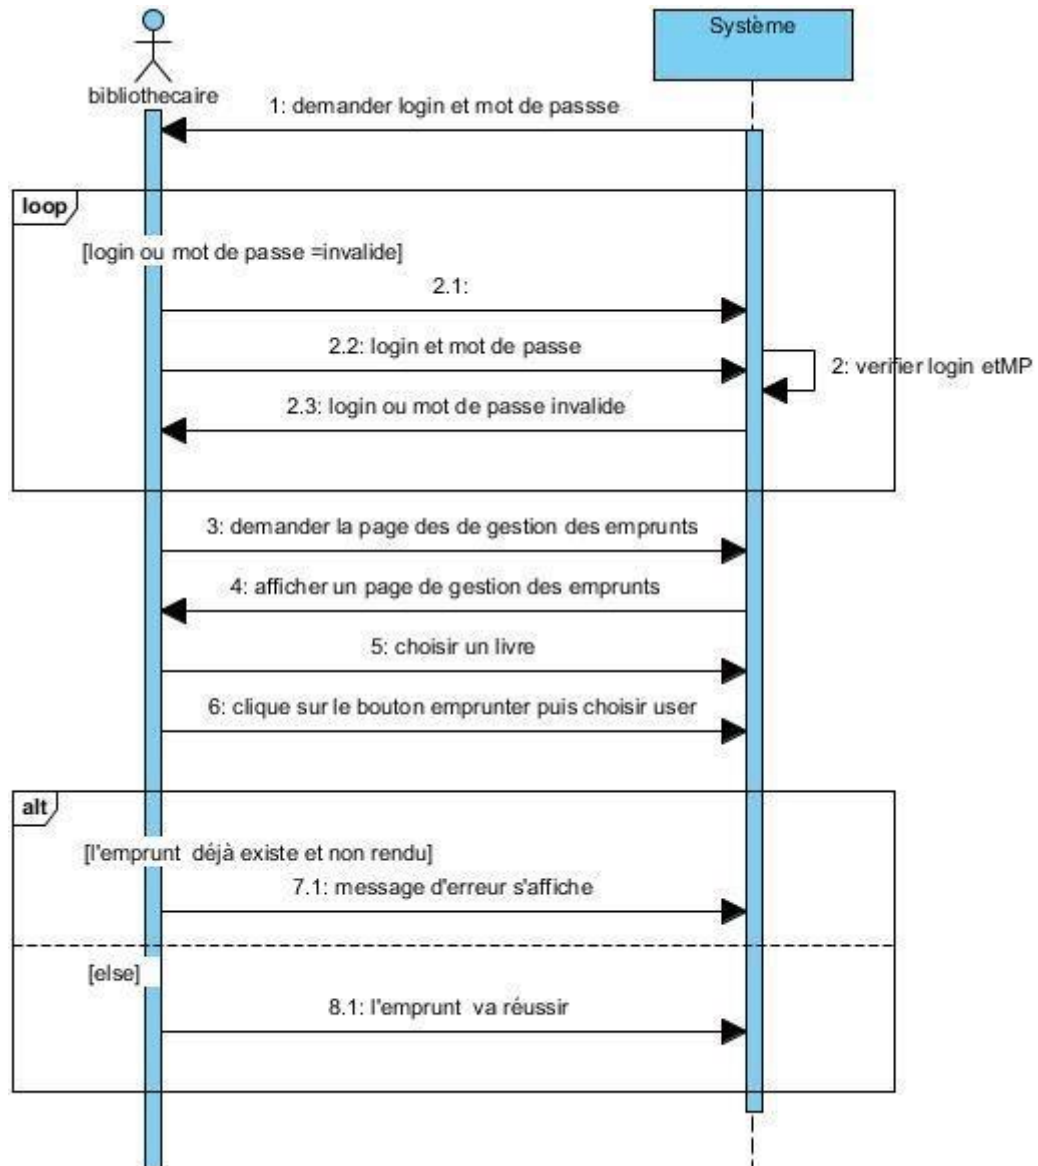 Système
bibliothecaire
1: demander login et mot de passse
loop
[login ou mot de passe =invalide]
2.1:
2.2: login et mot de passe
2: verifier login etMP
2.3: login ou mot de passe invalide
3: demander la page des de gestion des emprunts
4: afficher un page de gestion des emprunts
5: choisir un livre
6: clique sur le bouton emprunter puis choisir user
alt
[l'emprunt déjà existe et non rendu]
7.1: message d'erreur s'affiche
[else]
8.1: l'emprunt va réussir